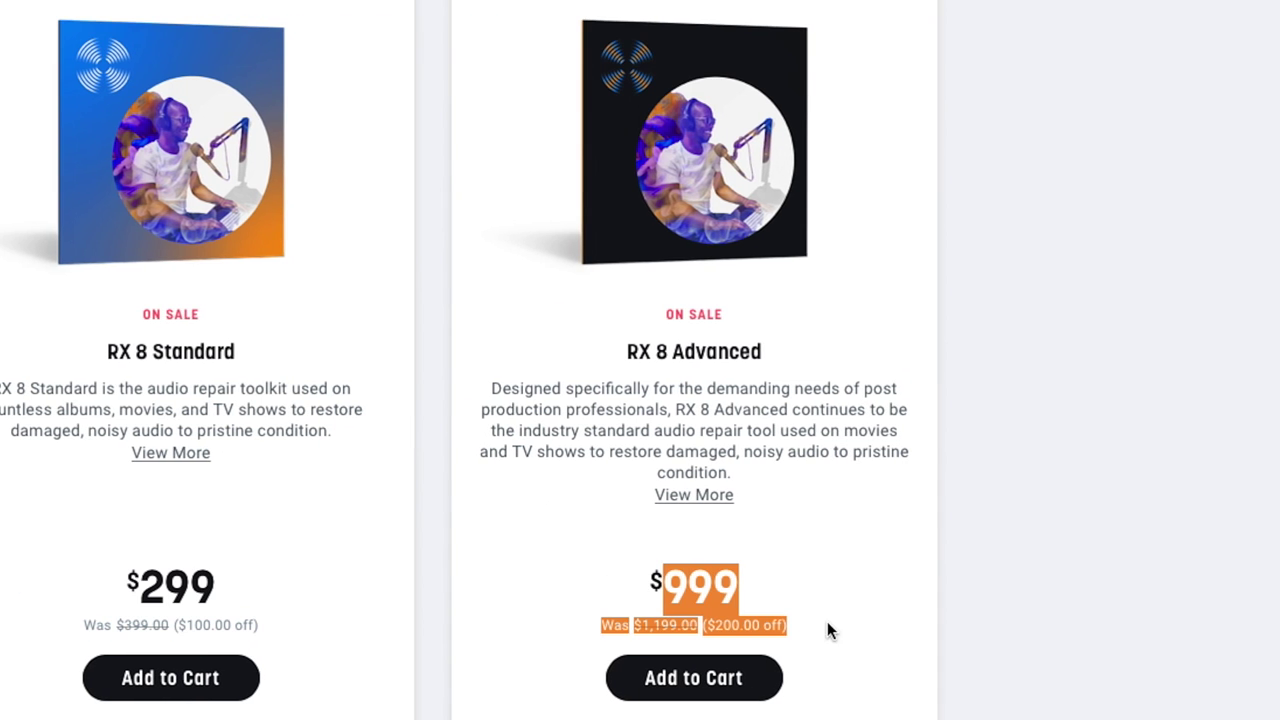 ON SALE
RX 8 Standard
X 8 Standard is the audio repair toolkit used on
untless albums, movies, and TV shows to restore
damaged, noisy audio to pristine condition.
View More
$299
Was $399.00 ($100.00 off)
Add to Cart
ON SALE
RX 8 Advanced
Designed specifically for the demanding needs of post
production professionals, RX 8 Advanced continues to be
the industry standard audio repair tool used on movies
and TV shows to restore damaged, noisy audio to pristine
condition.
View More
$999
Was $1,199.00 ($200.00 off)
Add to Cart